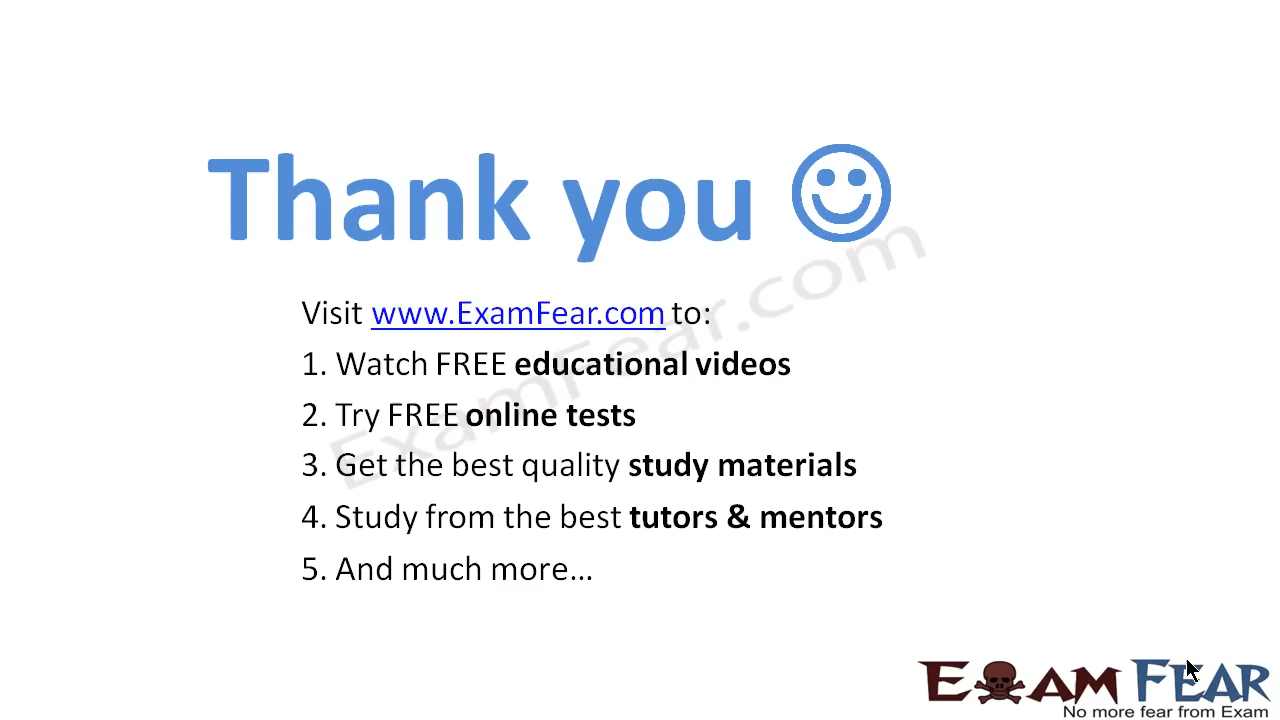 Thank you
Visit www.ExamFear.com to:
1. Watch FREE educational videos
2. Try FREE online tests
3. Get the best quality study materials
4. Study from the best tutors & mentors
5. And much more…
ExamFear.com
EXAM FEAR
No more fear from Exam